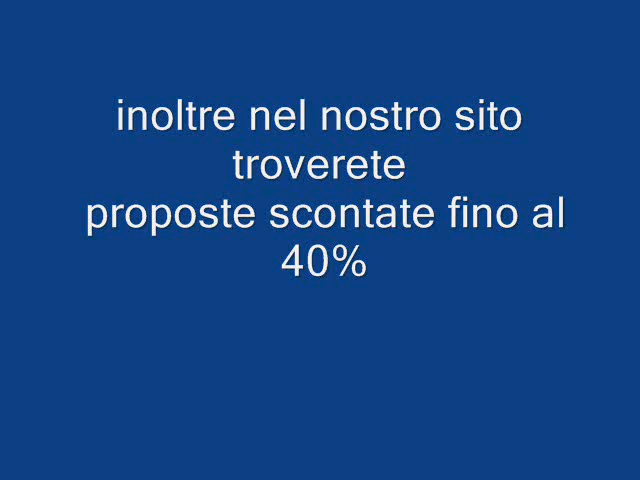 inoltre nel nostro sito
troverete
proposte scontate fino al
40%